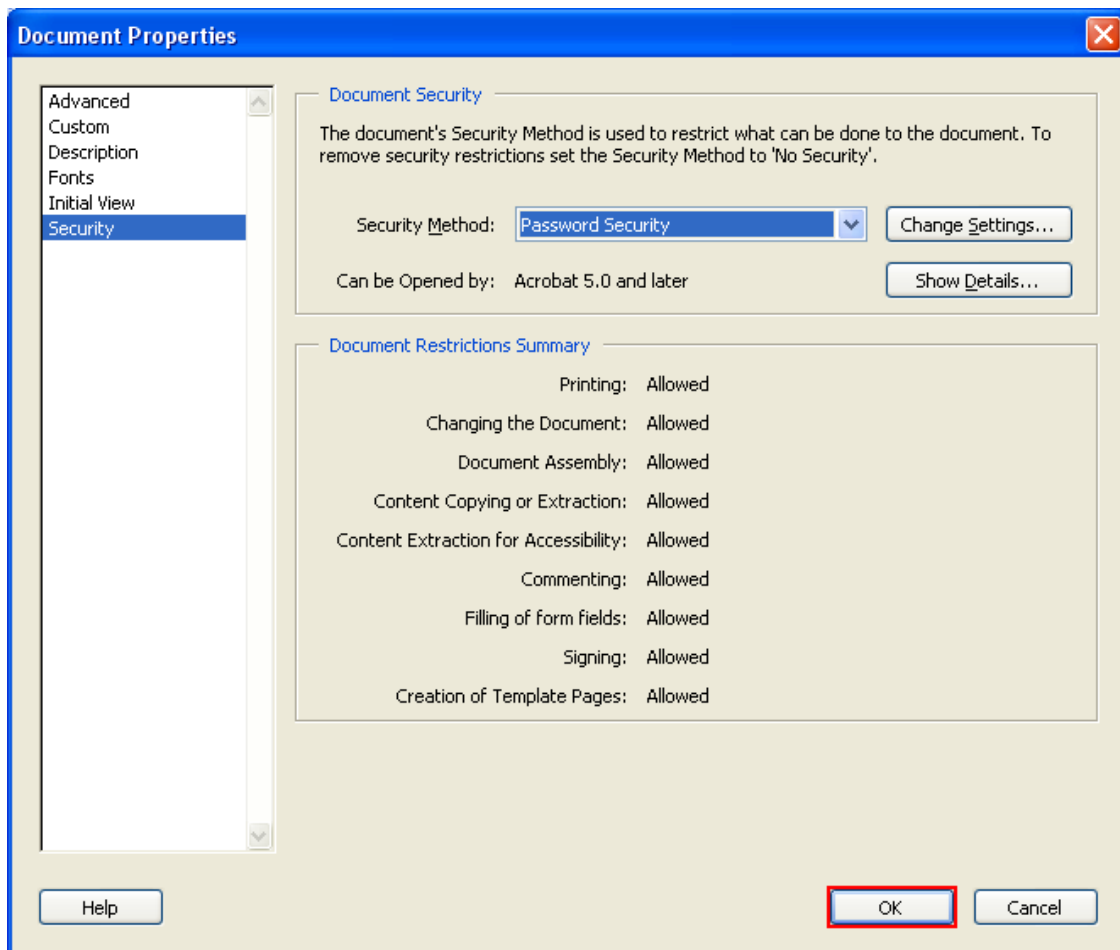 Document Properties
Advanced
Custom
Description
Fonts
Initial View
Security
Document Security
The document's Security Method is used to restrict what can be done to the document. To
remove security restrictions set the Security Method to 'No Security'.
Security Method: Password Security Change Settings...
Can be Opened by: Acrobat 5.0 and later Show Details...
Document Restrictions Summary
Printing: Allowed
Changing the Document: Allowed
Document Assembly: Allowed
Content Copying or Extraction: Allowed
Content Extraction for Accessibility: Allowed
Commenting: Allowed
Filling of form fields: Allowed
Signing: Allowed
Creation of Template Pages: Allowed
Help OK Cancel